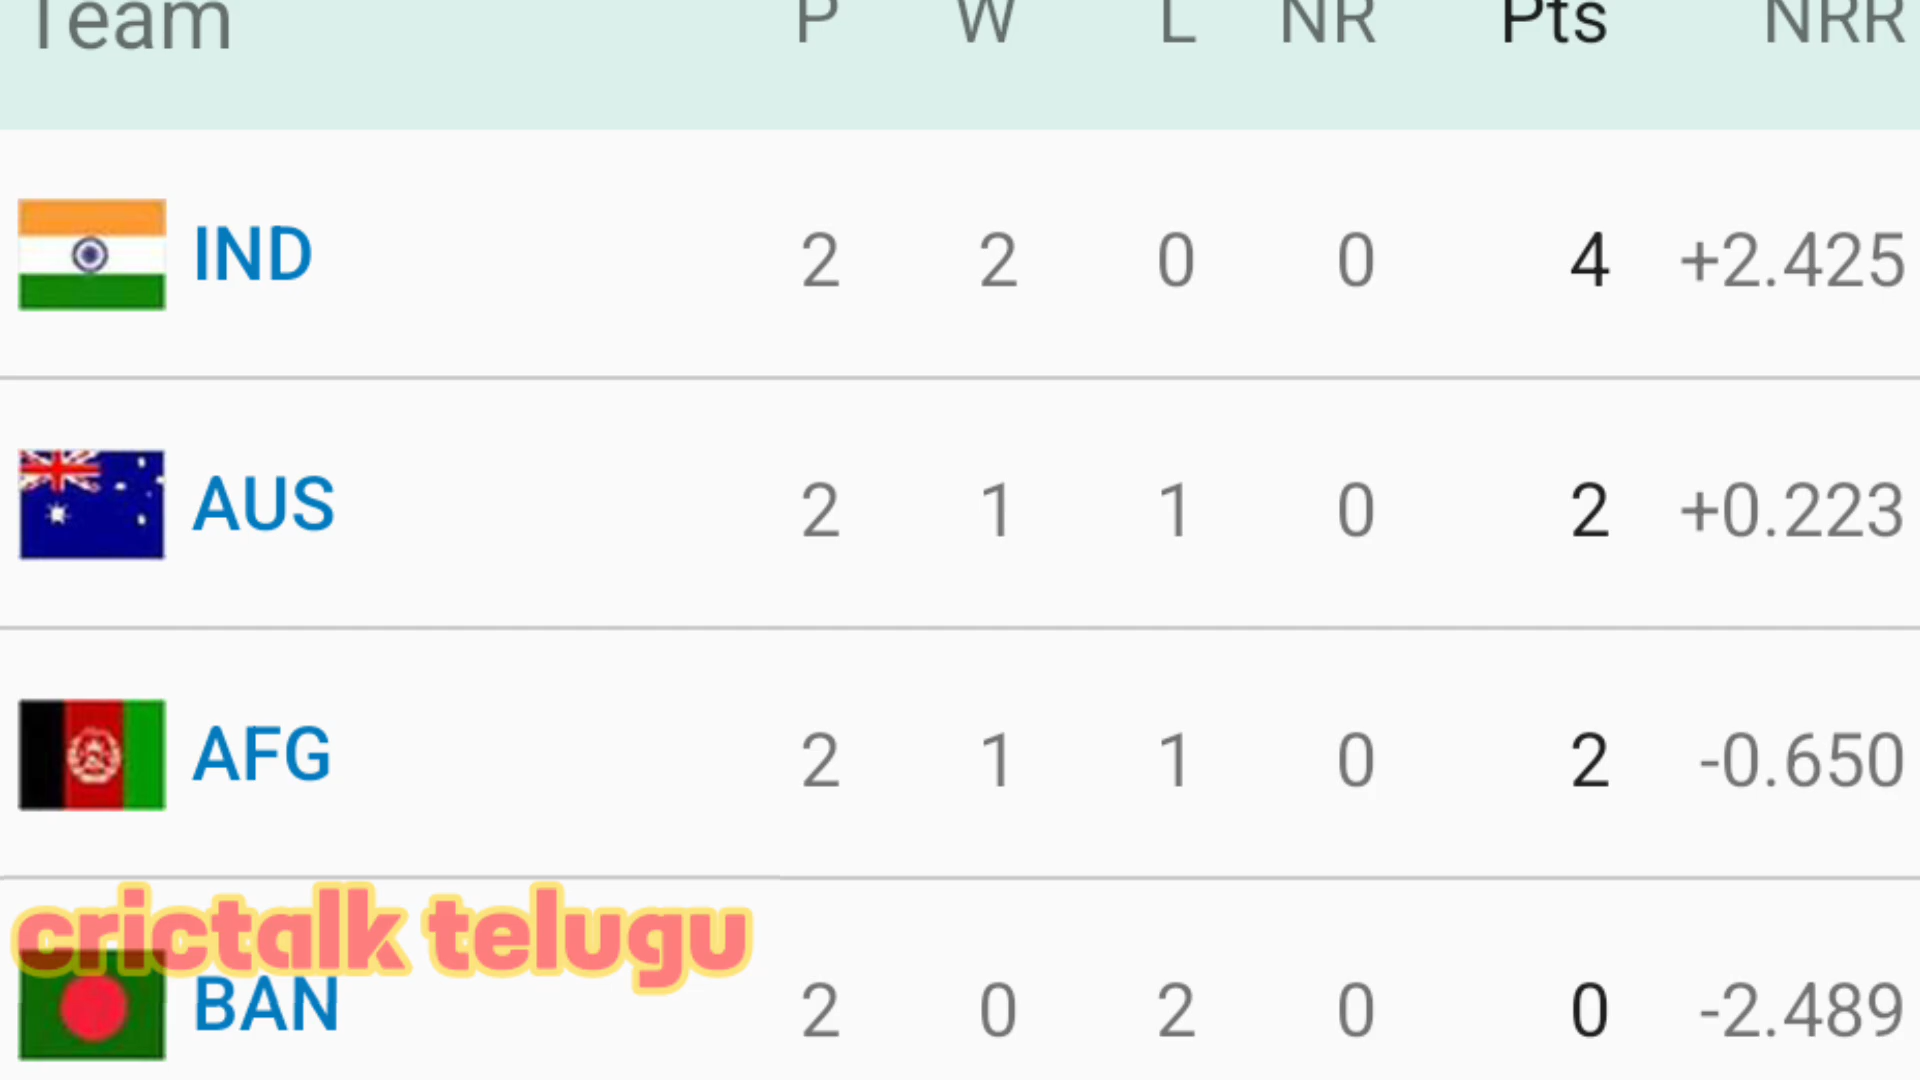 Team P W L NR Pts NRR
IND 2 2 0 0 4 +2.425
AUS 2 1 1 0 2 +0.223
AFG 2 1 1 0 2 -0.650
crictalk telugu
BAN 2 0 2 0 0 -2.489